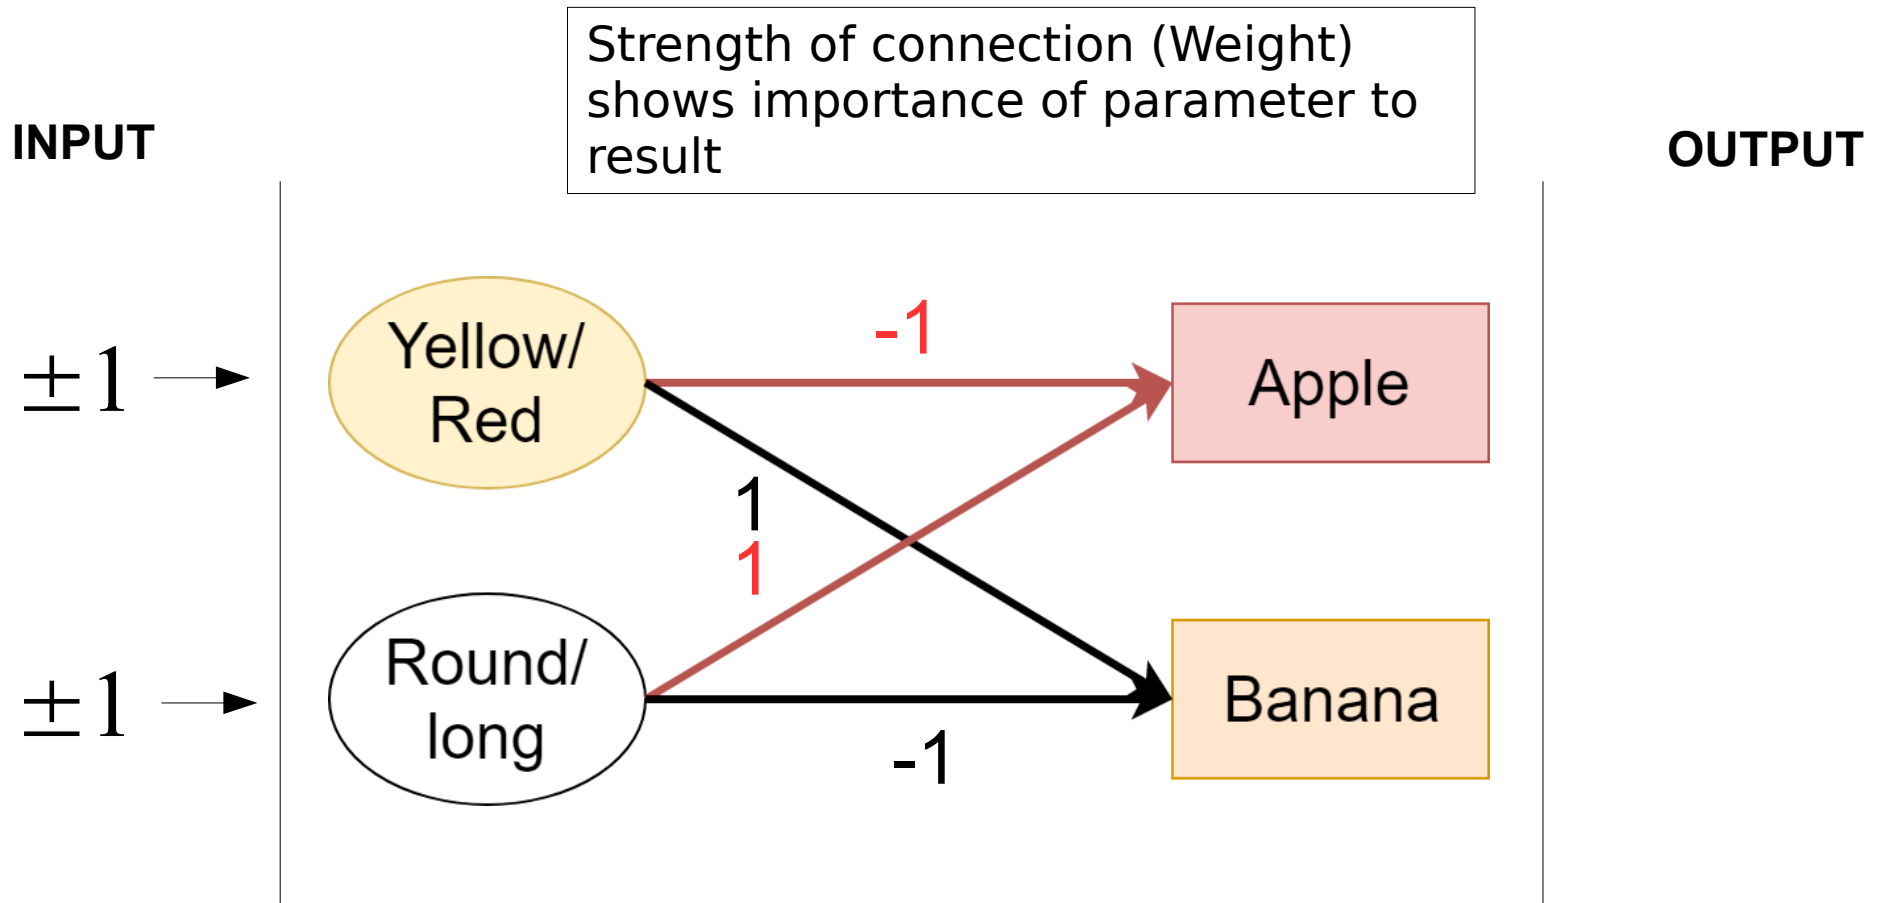 Strength of connection (Weight)
shows importance of parameter to
result
INPUT
OUTPUT
±1
Yellow/
Red
-1
Apple
1
1
±1
Round/
long
-1
Banana